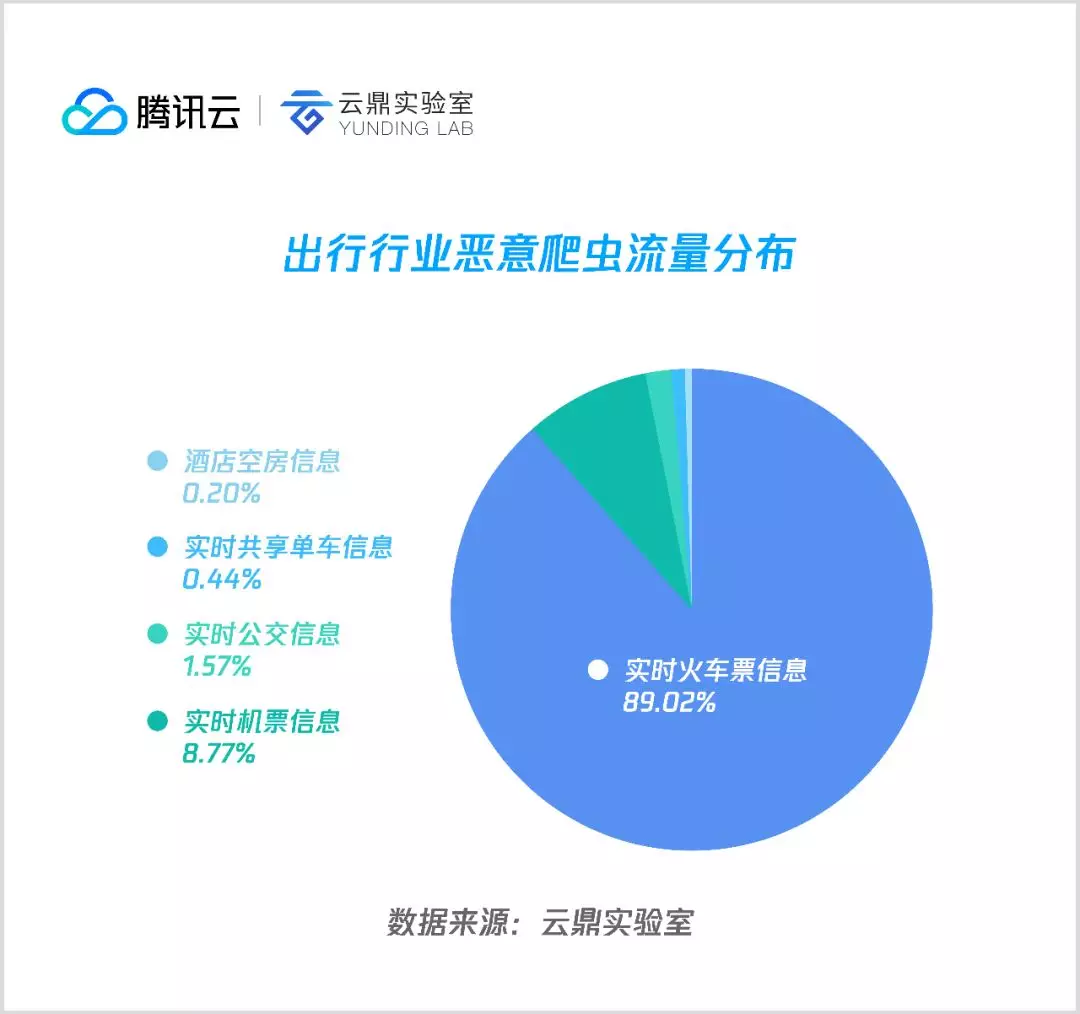 腾讯云
云鼎实验室
YUNDING LAB
出行行业恶意爬虫流量分布
酒店空房信息
0.20%
实时共享单车信息
0.44%
实时公交信息
1.57%
实时机票信息
8.77%
实时火车票信息
89.02%
数据来源：云鼎实验室